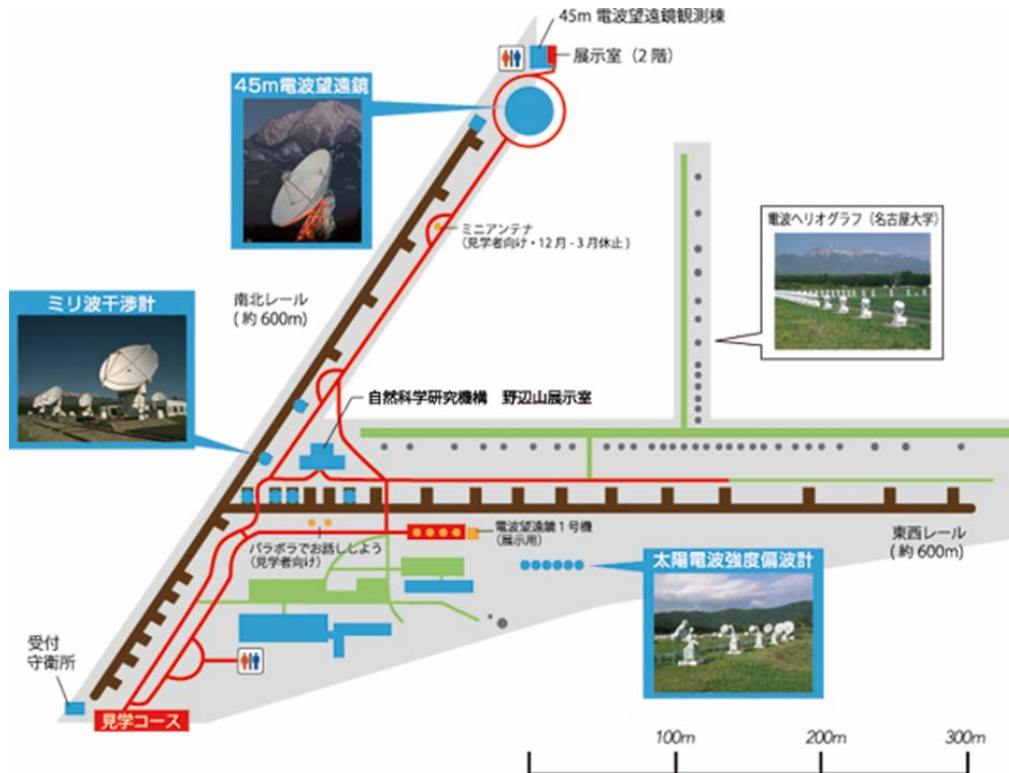 45m 電波望遠鏡観測棟
展示室（2 階）
45m電波望遠鏡
電波ヘリオグラフ（名古屋大学）
ミニアンテナ
（見学者向け・12 月 - 3 月休止 ）
南北レール
( 約 600m)
ミリ波干渉計
自然科学研究機構　野辺山展示室
電波望遠鏡 1 号機
（展示用）
東西レール
( 約 600m)
パラボラでお話ししよう
（見学者向け）
太陽電波強度偏波計
受付
守衛所
見学コース
100m
200m
300m